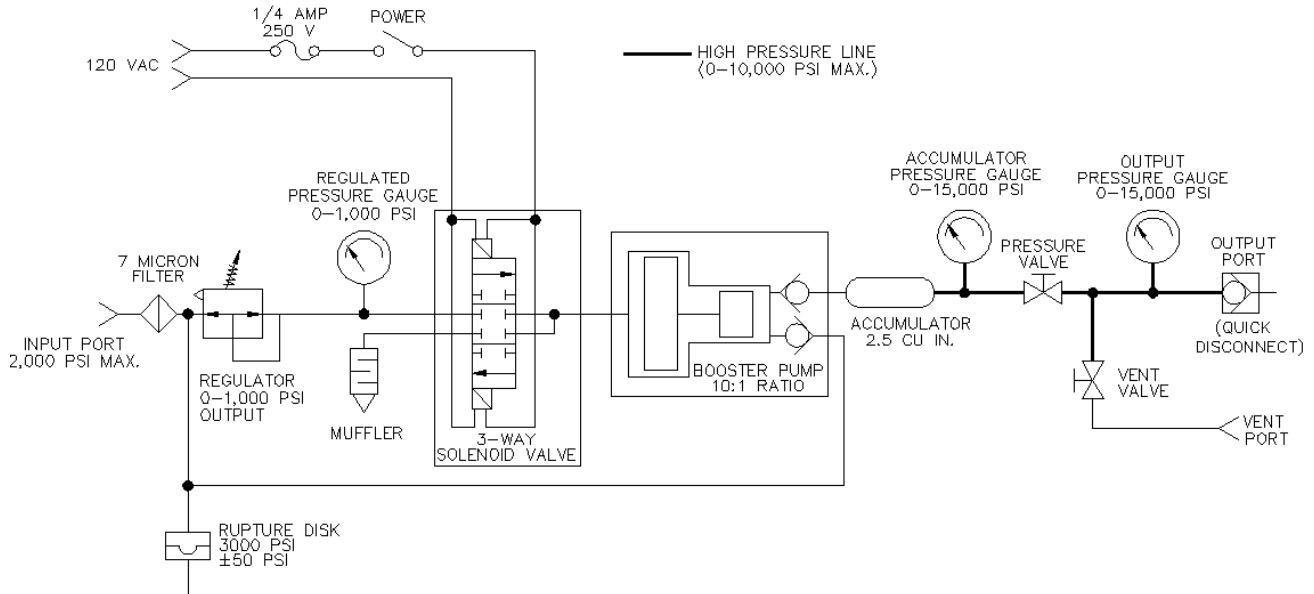 1/4 AMP
250 V
POWER
120 VAC
HIGH PRESSURE LINE
(0-10,000 PSI MAX.)
REGULATED
PRESSURE GAUGE
0-1,000 PSI
ACCUMULATOR
PRESSURE GAUGE
0-15,000 PSI
OUTPUT
PRESSURE GAUGE
0-15,000 PSI
7 MICRON
FILTER
PRESSURE
VALVE
OUTPUT
PORT
INPUT PORT
2,000 PSI MAX.
REGULATOR
0-1,000 PSI
OUTPUT
MUFFLER
3-WAY
SOLENOID VALVE
BOOSTER PUMP
10:1 RATIO
ACCUMULATOR
2.5 CU IN.
(QUICK
DISCONNECT)
VENT
VALVE
VENT
PORT
RUPTURE DISK
3000 PSI
±50 PSI